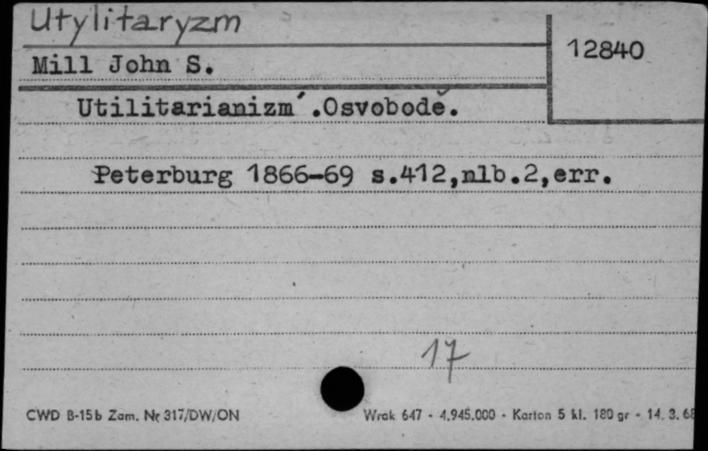 Utylitaryzm
12840
Mill John S.
Utilitarianizm´.Osvobodě.
Peterburg 1866-69 s.412,nlb.2,err.
17
CWD B-15b Zam. Nr 317/DW/ON
Wrak 647 - 4.945.000 - Karton 5 kl. 180 gr - 14. 3. 68